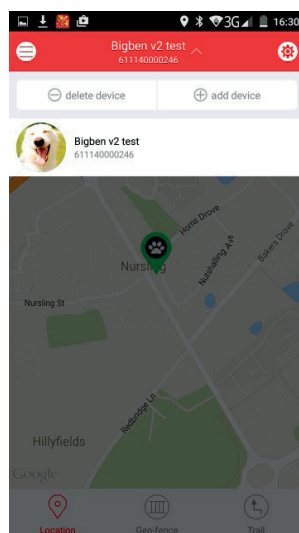 3G 16:30
Bigben v2 test
611140000246
delete device
add device
Bigben v2 test
611140000246
Horns Drove
Nursling
Nutshalling Ave
Bakers Drove
Nursling St
Redbridge Ln
Hillyfields
Google
Location
Geo-fence
Trail